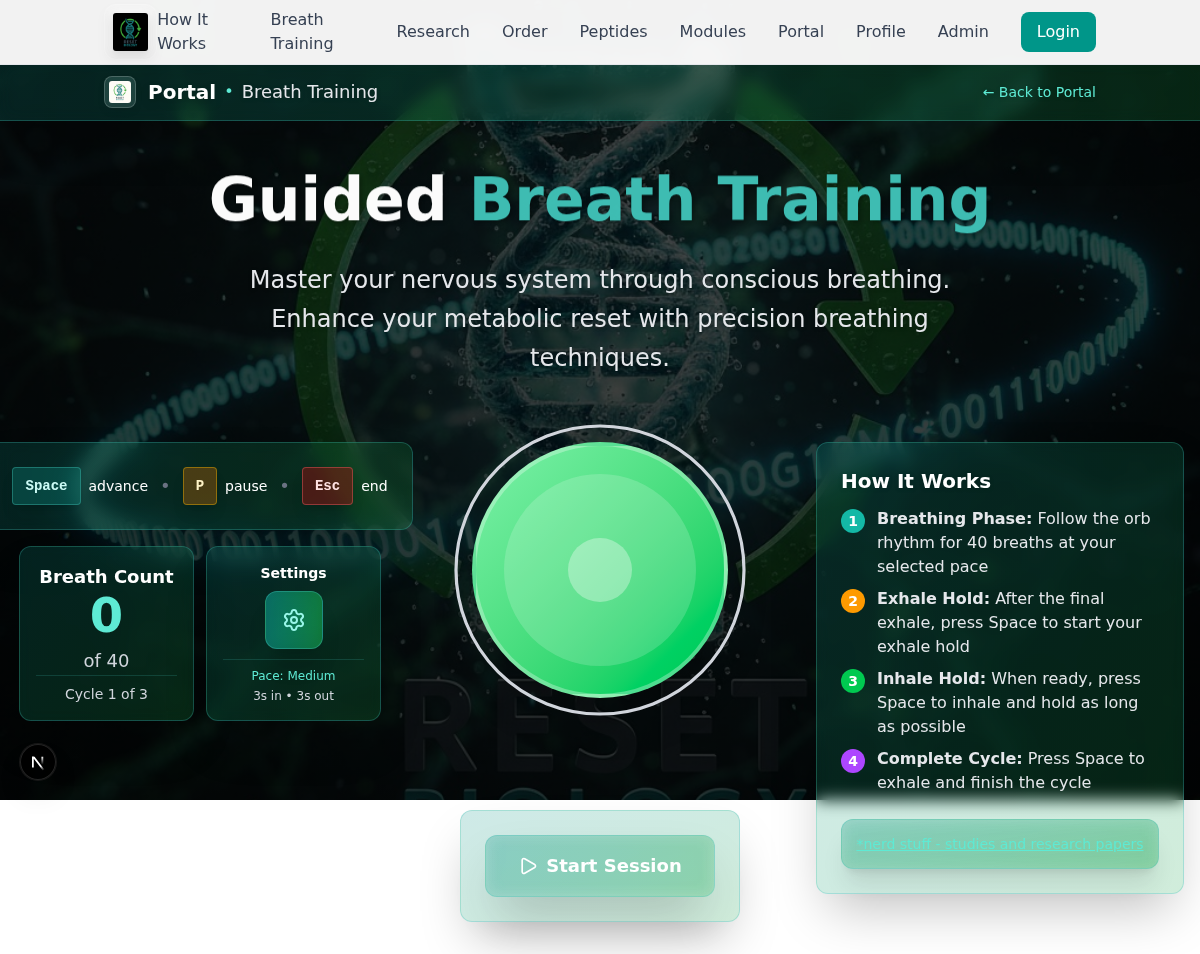 How It Works
Breath Training
Research
Order
Peptides
Modules
Portal
Profile
Admin
Login
Portal • Breath Training
← Back to Portal
Guided Breath Training
Master your nervous system through conscious breathing.
Enhance your metabolic reset with precision breathing
techniques.
Space advance • P pause • Esc end
Breath Count
0
of 40
Cycle 1 of 3
Settings
Pace: Medium
3s in • 3s out
How It Works
1 Breathing Phase: Follow the orb
rhythm for 40 breaths at your
selected pace
2 Exhale Hold: After the final
exhale, press Space to start your
exhale hold
3 Inhale Hold: When ready, press
Space to inhale and hold as long
as possible
4 Complete Cycle: Press Space to
exhale and finish the cycle
*nerd stuff - studies and research papers
Start Session
RESET
BIOLOGY
N